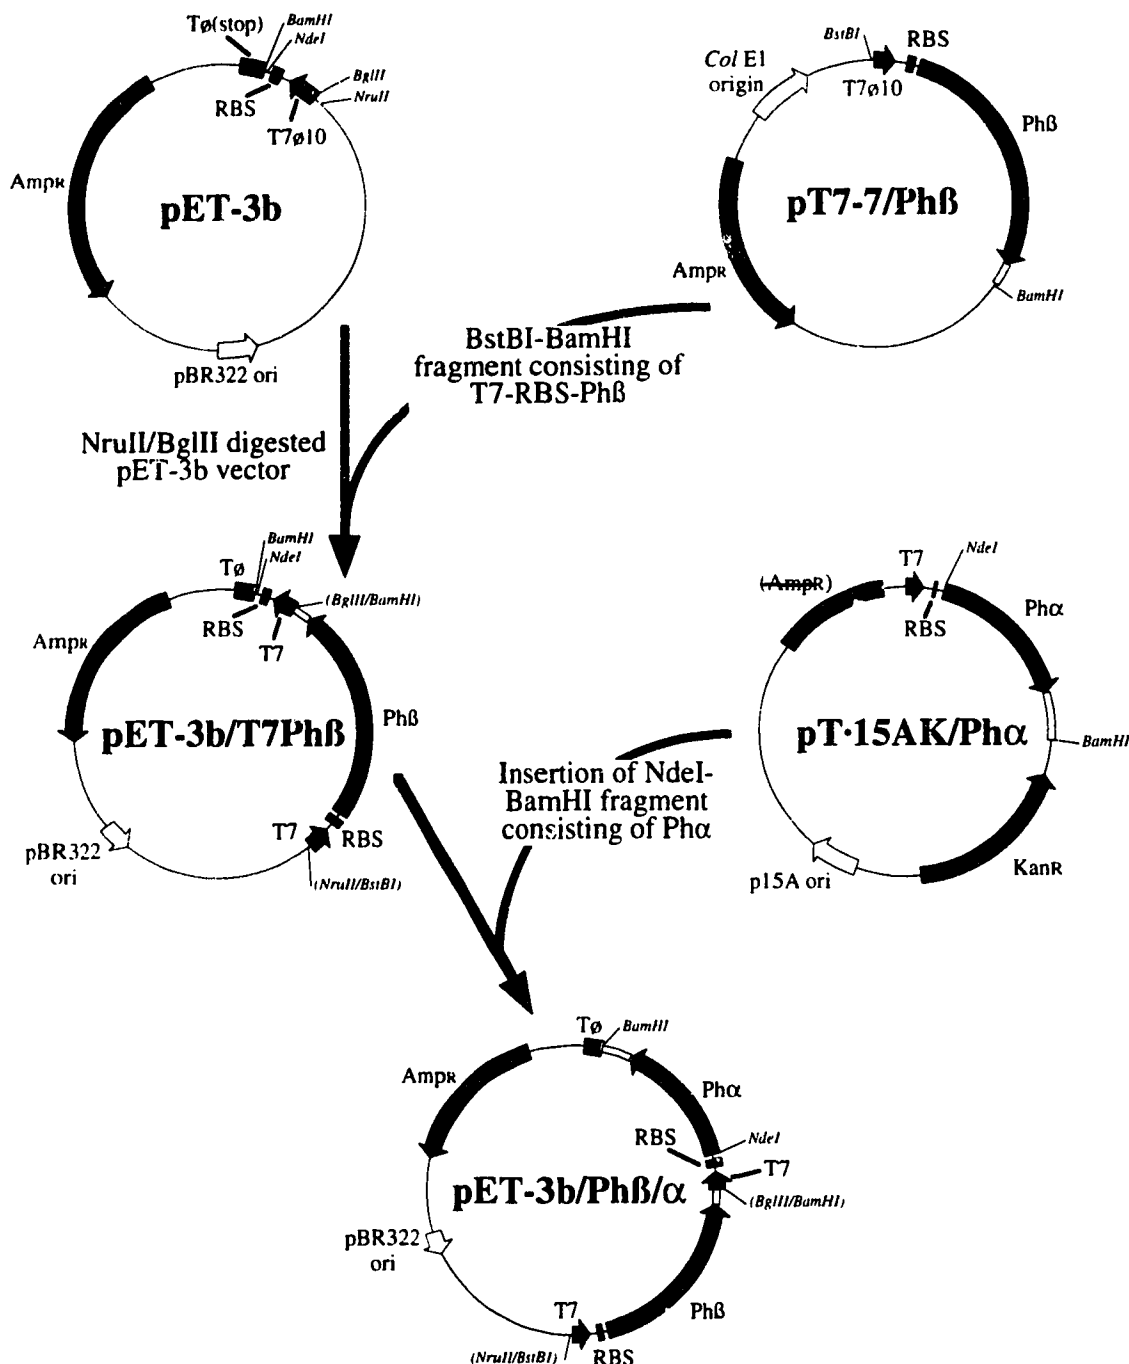 Tø(stop)
BamHI
NdeI
BglII
NruII
RBS
T7ø10
AmpR
pET-3b
pBR322 ori
BstBI
RBS
Col E1
origin
T7ø10
Phß
pT7-7/Phß
AmpR
BamHI
BstBI-BamHI
fragment consisting of
T7-RBS-Phß
NruII/BglII digested
pET-3b vector
BamHI
NdeI
Tø
(BglII/BamHI)
RBS
T7
AmpR
Phß
pET-3b/T7Phß
T7
RBS
pBR322
ori
(NruII/BstBI)
NdeI
T7
(AmpR)
RBS
Phα
pT·15AK/Phα
BamHI
p15A ori
KanR
Insertion of NdeI-
BamHI fragment
consisting of Phα
Tø
BamHI
AmpR
Phα
RBS
NdeI
T7
pET-3b/Phß/α
(BglII/BamHI)
pBR322
ori
T7
Phß
(NruII/BstBI)
RBS